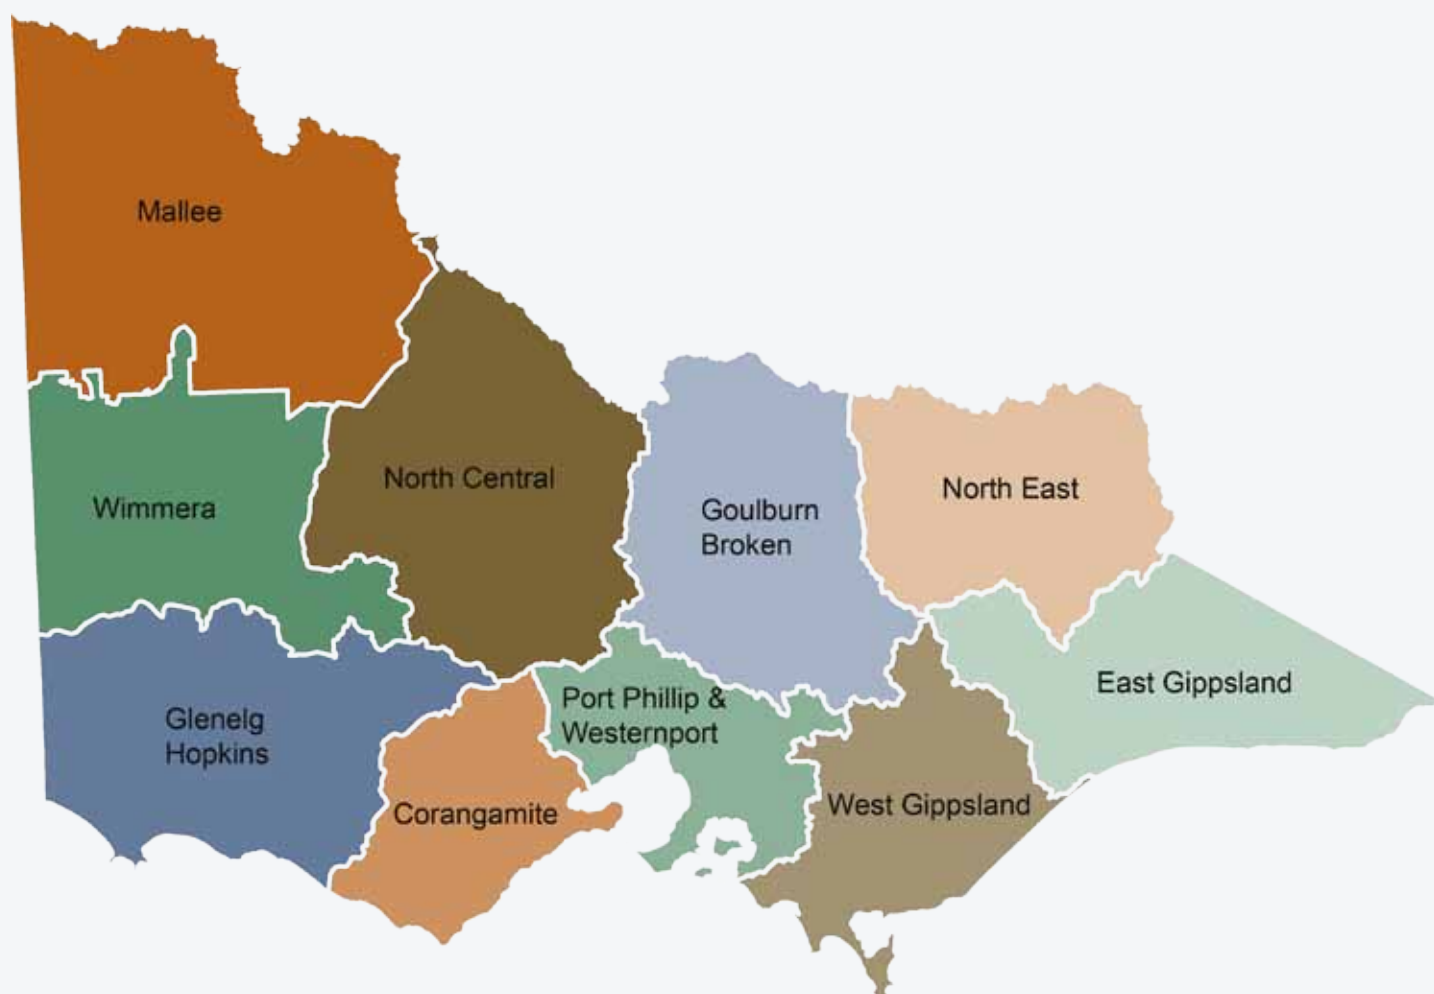 Mallee
North Central
Wimmera
Goulburn
Broken
North East
East Gippsland
Port Phillip &
Westernport
Glenelg
Hopkins
Corangamite
West Gippsland